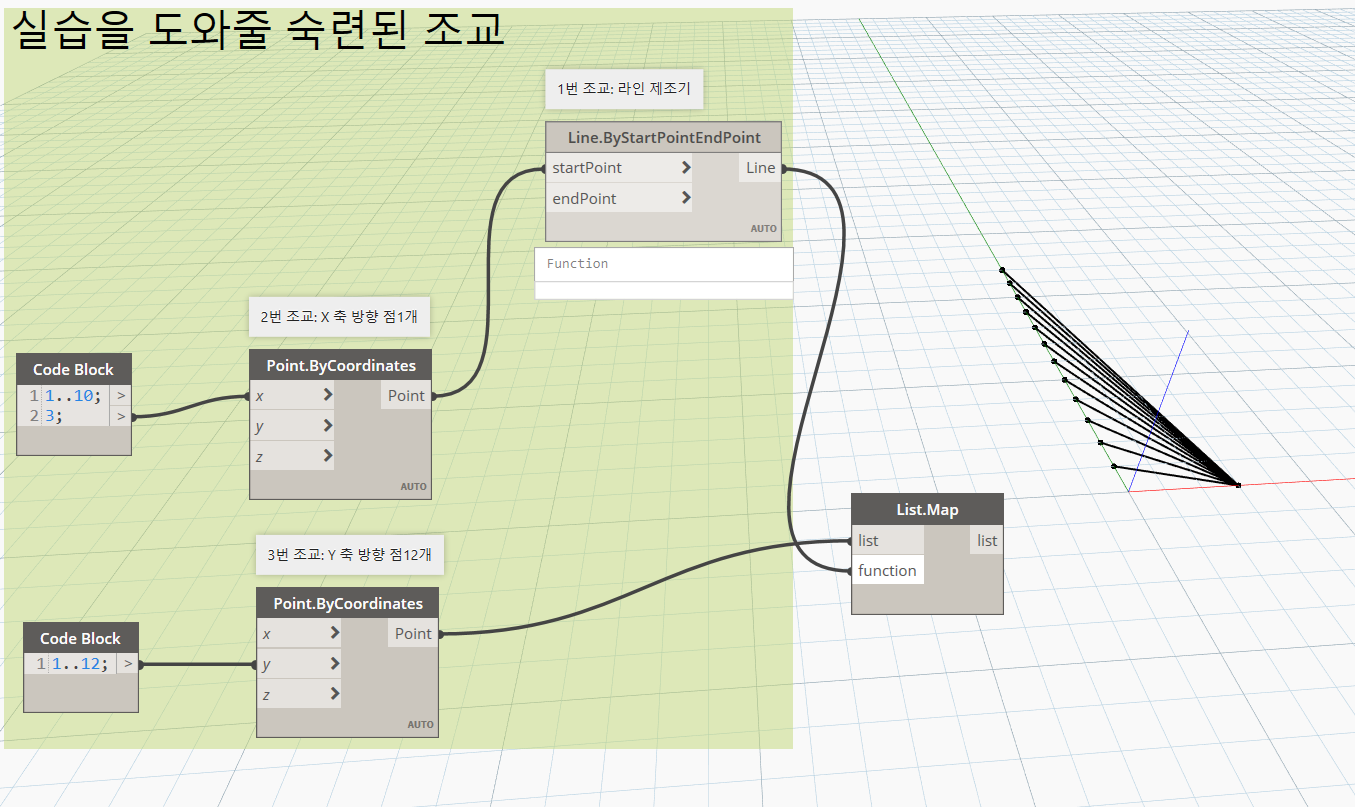 실습을 도와줄 숙련된 조교
1번 조교: 라인 제조기
Line.ByStartPointEndPoint
startPoint
Line
endPoint
AUTO
Function
2번 조교: X 축 방향 점1개
Code Block
1 1..10; >
2 3; >
Point.ByCoordinates
x
Point
y
z
AUTO
List.Map
list
list
function
3번 조교: Y 축 방향 점12개
Code Block
1 1..12; >
Point.ByCoordinates
x
Point
y
z
AUTO